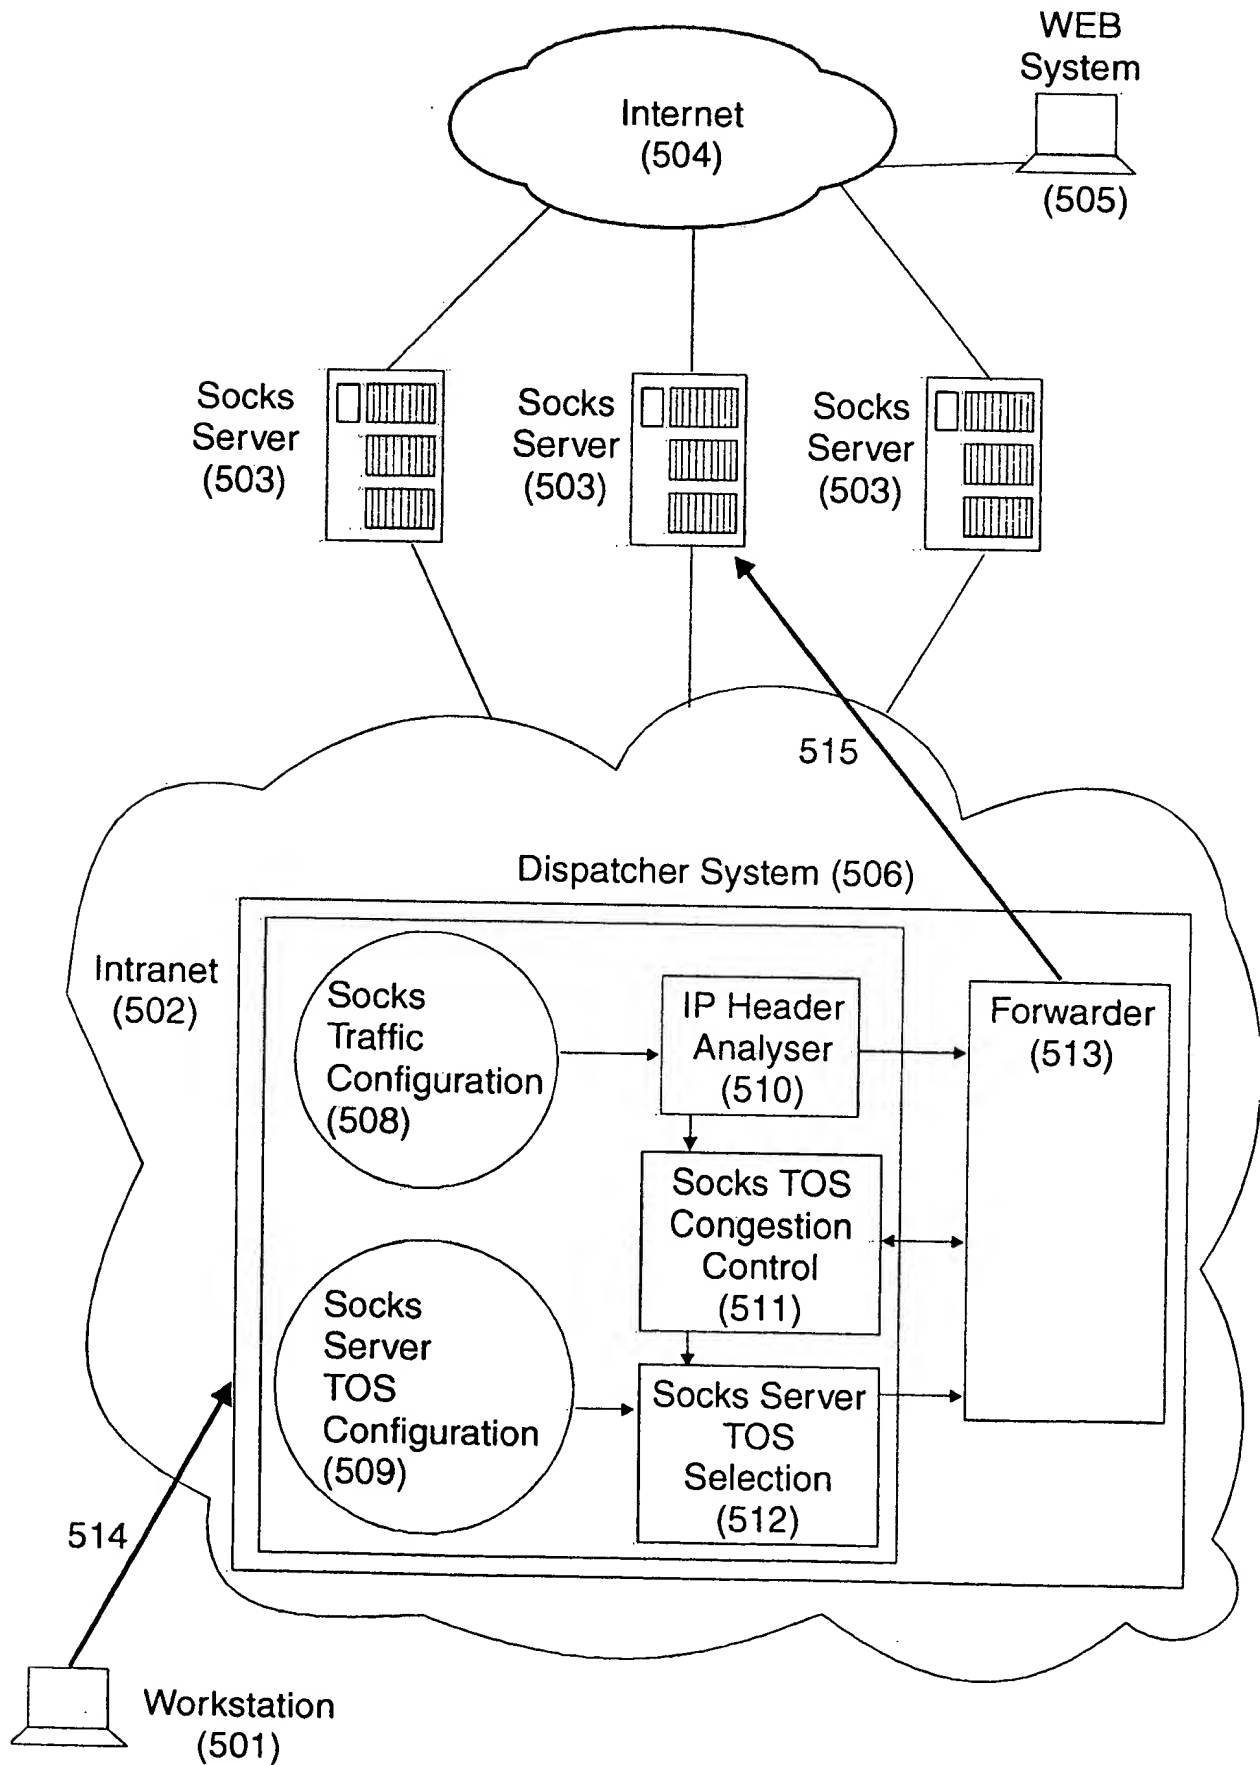 WEB
System
(505)
Internet
(504)
Socks
Server
(503)
Socks
Server
(503)
Socks
Server
(503)
515
Dispatcher System (506)
Intranet
(502)
Socks
Traffic
Configuration
(508)
IP Header
Analyser
(510)
Forwarder
(513)
Socks TOS
Congestion
Control
(511)
Socks
Server
TOS
Configuration
(509)
Socks Server
TOS
Selection
(512)
514
Workstation
(501)